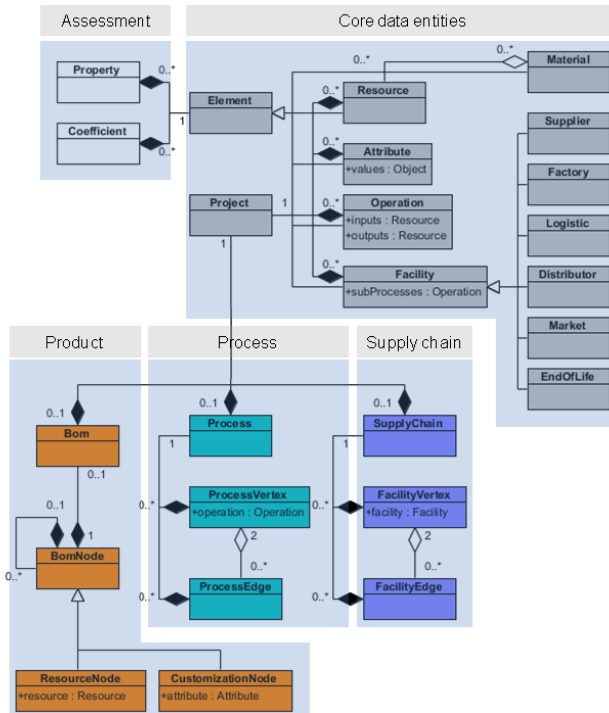 Assessment
Core data entities
Property
0..*
Coefficient
0..*
Element
1
0..*
0..*
Material
Resource
0..*
Attribute
+values : Object
0..*
Supplier
Factory
Logistic
Distributor
Market
EndOfLife
Project
1
1
Operation
+inputs : Resource
+outputs : Resource
0..*
Facility
+subProcesses : Operation
0..*
Product
Process
Supply chain
0..1
Bom
0..1
0..1
1
BomNode
0..*
ResourceNode
+resource : Resource
CustomizationNode
+attribute : Attribute
0..1
Process
1
0..*
ProcessVertex
+operation : Operation
2
0..*
ProcessEdge
0..*
0..1
SupplyChain
1
0..*
FacilityVertex
+facility : Facility
2
0..*
FacilityEdge
0..*